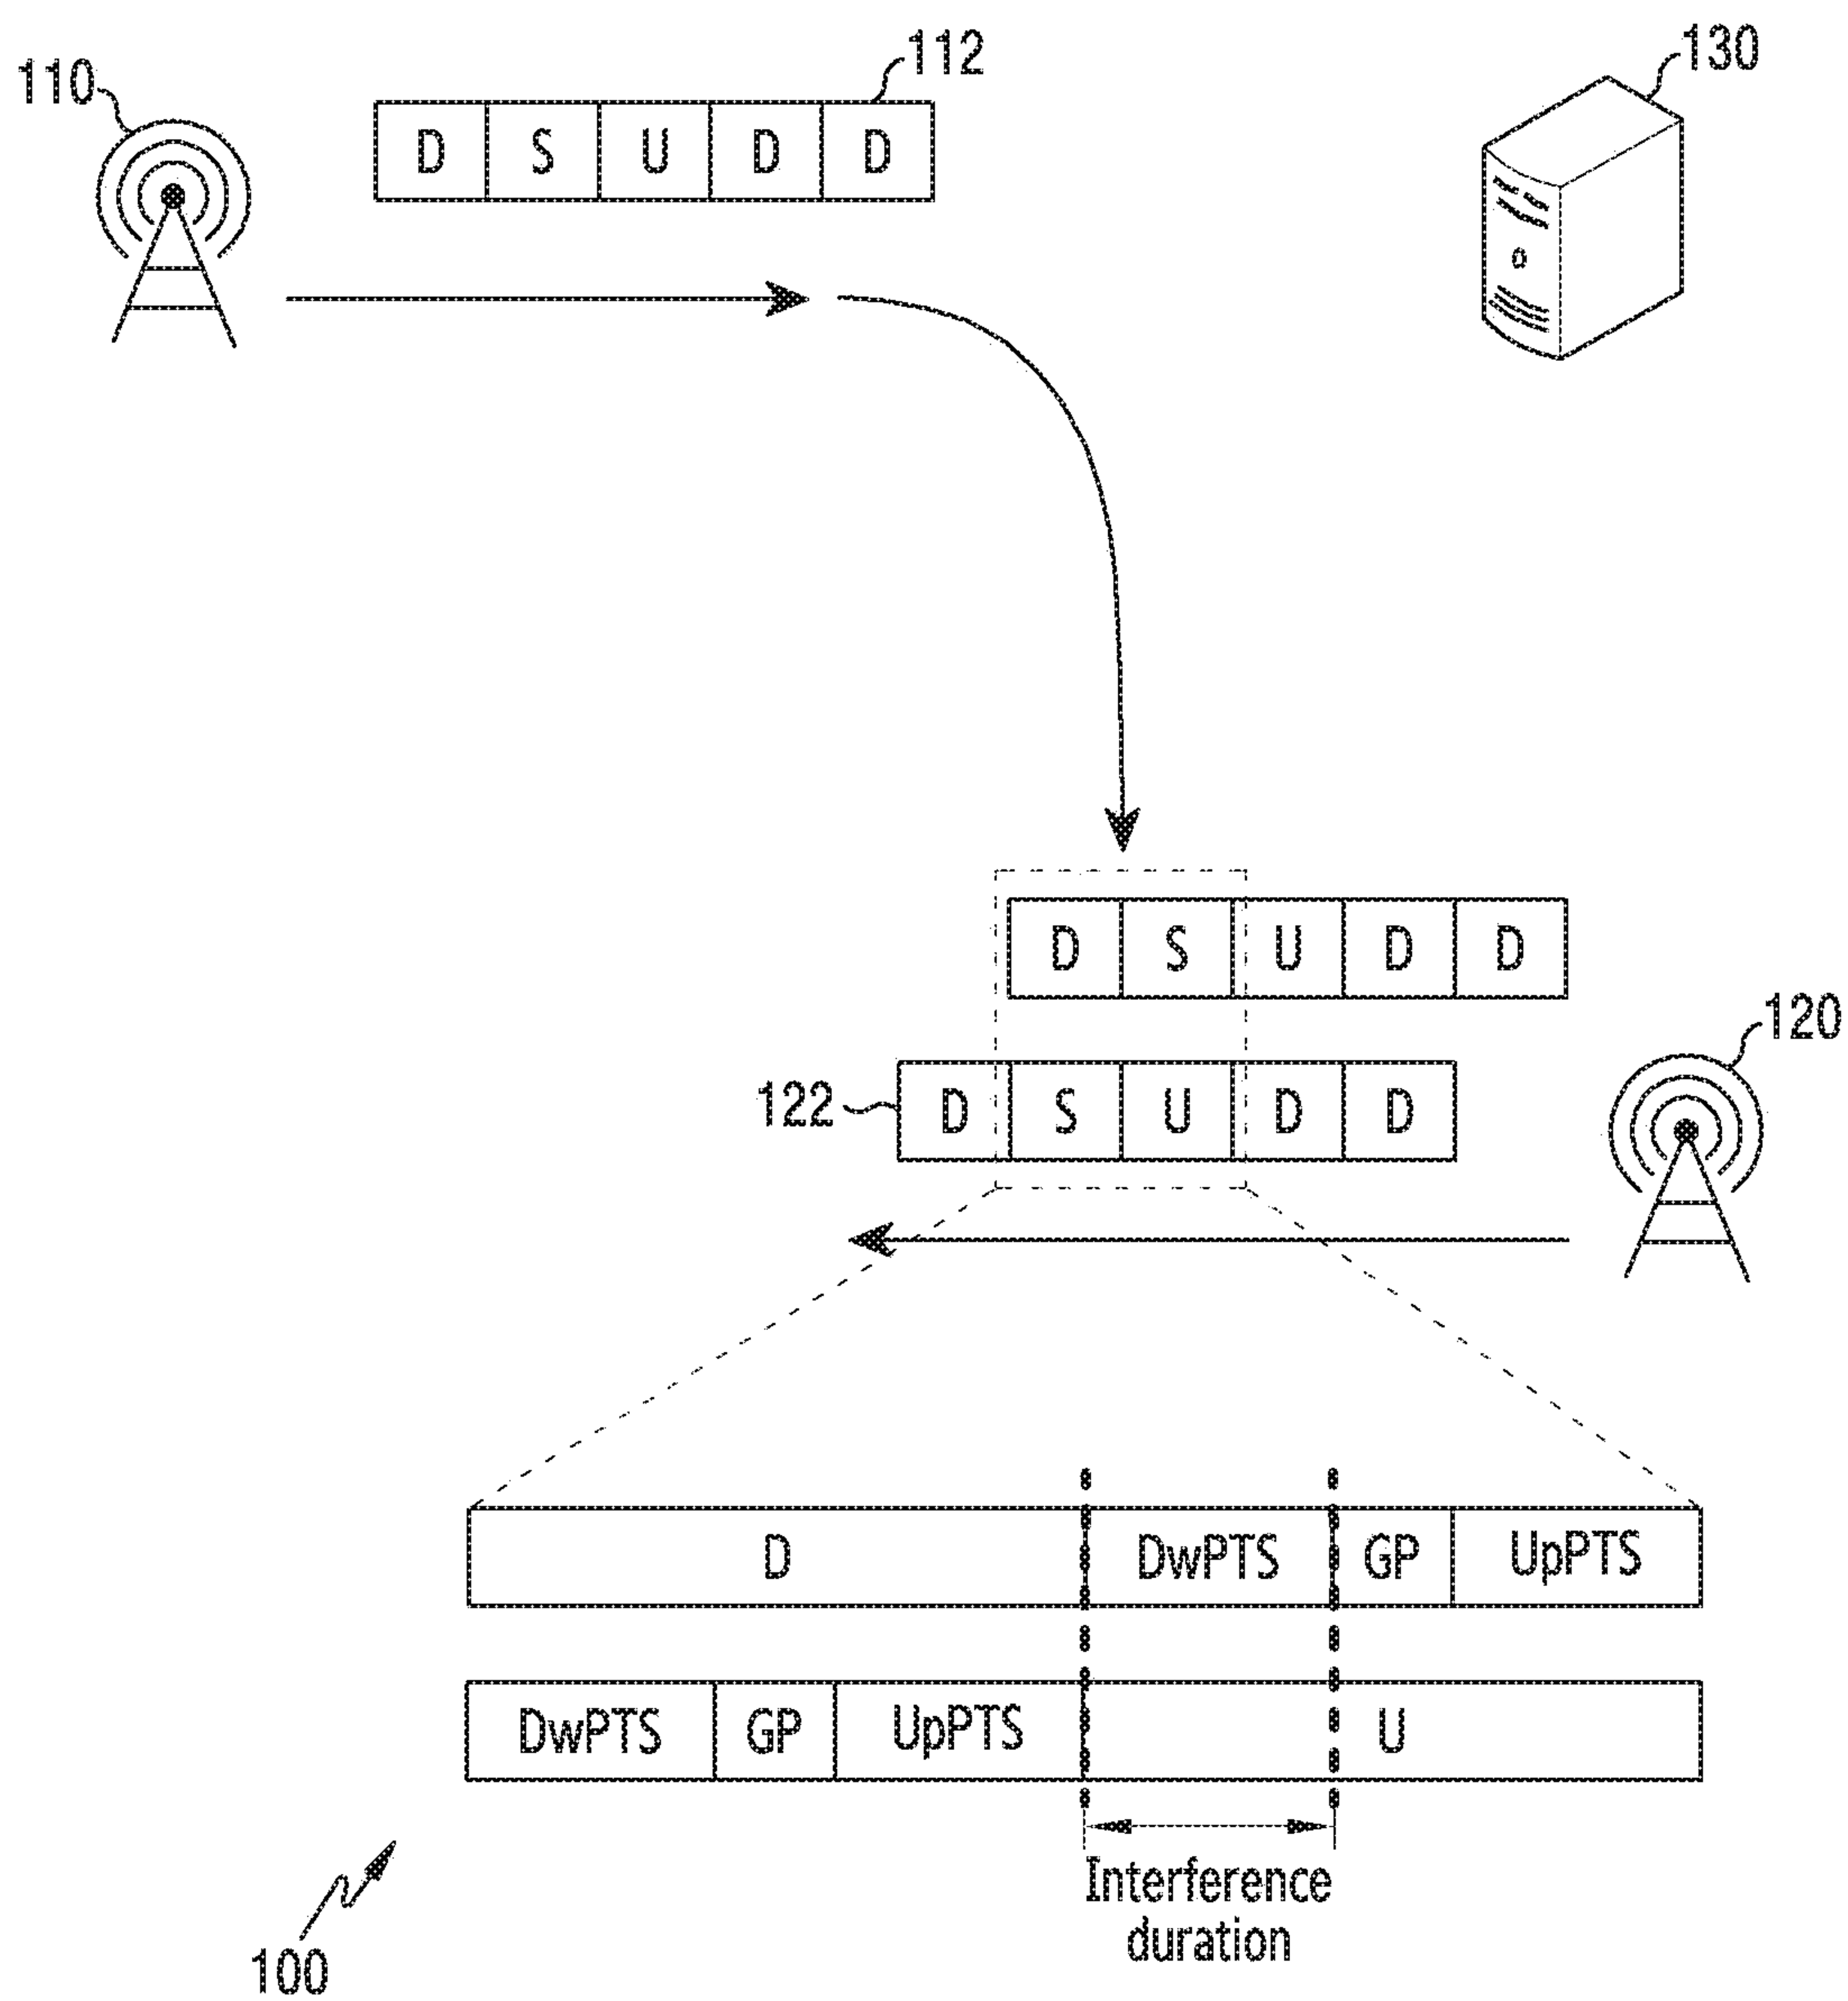 110
112
130
D S U D D
D S U D D
120
122
D S U D D
D DwPTS GP UpPTS
DwPTS GP UpPTS U
Interference
duration
100